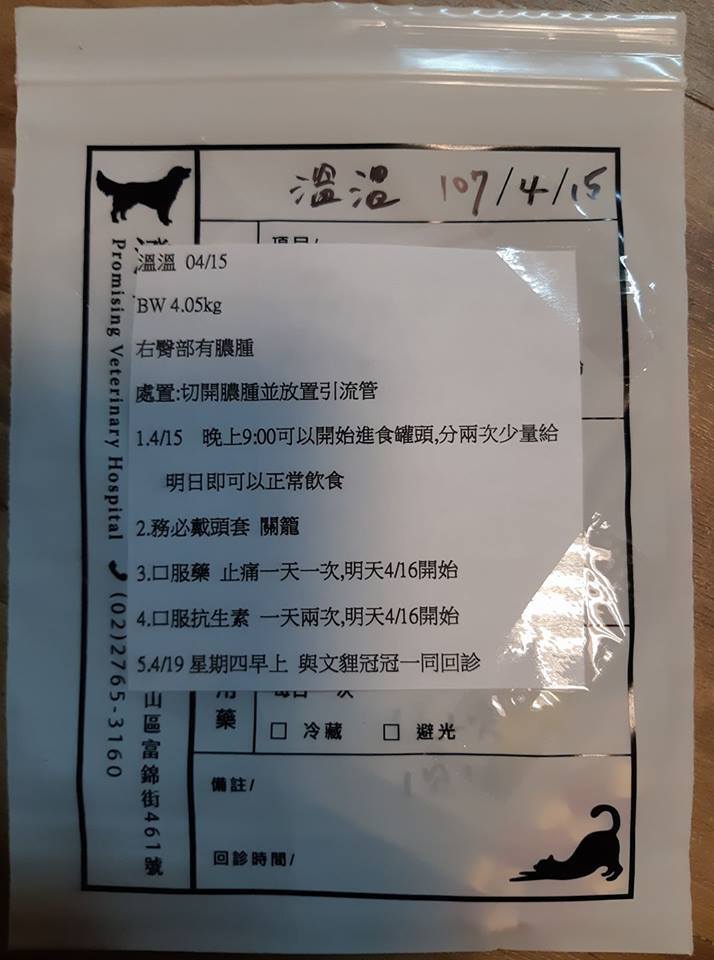 溫溫 107/4/15
項目/
溫溫 04/15
BW 4.05kg
右臀部有膿腫
處置:切開膿腫並放置引流管
1.4/15 晚上9:00可以開始進食罐頭,分兩次少量給
明日即可以正常飲食
2.務必戴頭套 關籠
3.口服藥 止痛一天一次,明天4/16開始
4.口服抗生素 一天兩次,明天4/16開始
5.4/19 星期四早上 與文貍冠冠一同回診
用藥
每日 次
□ 冷藏 □ 避光
備註/
回診時間/
Promising Veterinary Hospital
(02)2765-3160
山區富錦街461號